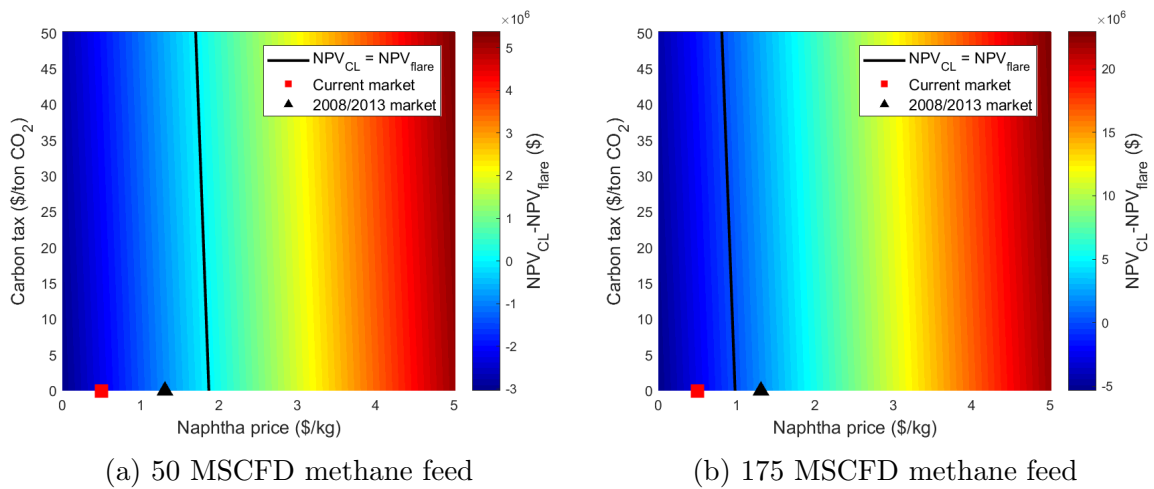 ×10⁶
50
45
40
35
30
25
20
15
10
5
0
Carbon tax ($/ton CO₂)
0 1 2 3 4 5
Naphtha price ($/kg)
NPV_CL = NPV_flare
Current market
2008/2013 market
5
4
3
2
1
0
-1
-2
-3
NPV_CL-NPV_flare ($)
(a) 50 MSCFD methane feed
×10⁶
50
45
40
35
30
25
20
15
10
5
0
Carbon tax ($/ton CO₂)
0 1 2 3 4 5
Naphtha price ($/kg)
NPV_CL = NPV_flare
Current market
2008/2013 market
20
15
10
5
0
-5
NPV_CL-NPV_flare ($)
(b) 175 MSCFD methane feed